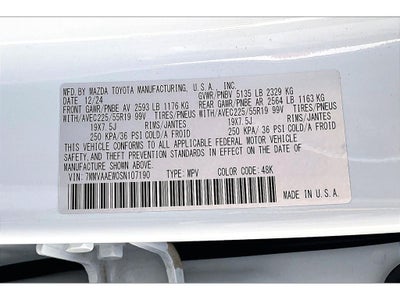 MFD. BY MAZDA TOYOTA MANUFACTURING, U.S.A. INC.
12/24 GVWR/PNBV 5135 LB 2329 KG
FRONT GAWR/PNBE AV 2593 LB 1176 KG REAR GAWR/PNBE AR 2564 LB 1163 KG
WITH/AVEC225/55R19 99V TIRES/PNEUS WITH/AVEC225/55R19 99V TIRES/PNEUS
19X7.5J RIMS/JANTES 19X7.5J RIMS/JANTES
250 KPA/36 PSI COLD/A FROID 250 KPA/36 PSI COLD/A FROID
THIS VEHICLE CONFORMS TO ALL APPLICABLE FEDERAL MOTOR VEHICLE
SAFETY AND THEFT PREVENTION STANDARDS IN EFFECT ON THE DATE OF
MANUFACTURE SHOWN ABOVE.
VIN: 7MMVAAEW0SN107190 TYPE: MPV COLOR CODE: 48K
MADE IN U.S.A.